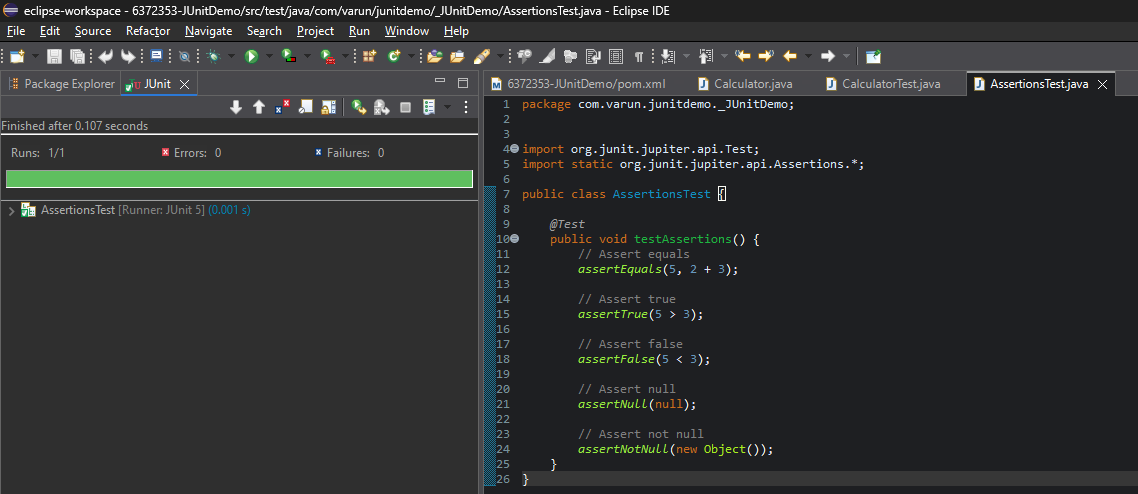 eclipse-workspace - 6372353-JUnitDemo/src/test/java/com/varun/junitdemo/_JUnitDemo/AssertionsTest.java - Eclipse IDE
File Edit Source Refactor Navigate Search Project Run Window Help
Package Explorer JUnit
Finished after 0.107 seconds
Runs: 1/1 Errors: 0 Failures: 0
AssertionsTest [Runner: JUnit 5] (0.001 s)
6372353-JUnitDemo/pom.xml Calculator.java CalculatorTest.java AssertionsTest.java
1 package com.varun.junitdemo._JUnitDemo;
2
3
4 import org.junit.jupiter.api.Test;
5 import static org.junit.jupiter.api.Assertions.*;
6
7 public class AssertionsTest {
8
9 @Test
10 public void testAssertions() {
11 // Assert equals
12 assertEquals(5, 2 + 3);
13
14 // Assert true
15 assertTrue(5 > 3);
16
17 // Assert false
18 assertFalse(5 < 3);
19
20 // Assert null
21 assertNull(null);
22
23 // Assert not null
24 assertNotNull(new Object());
25 }
26 }